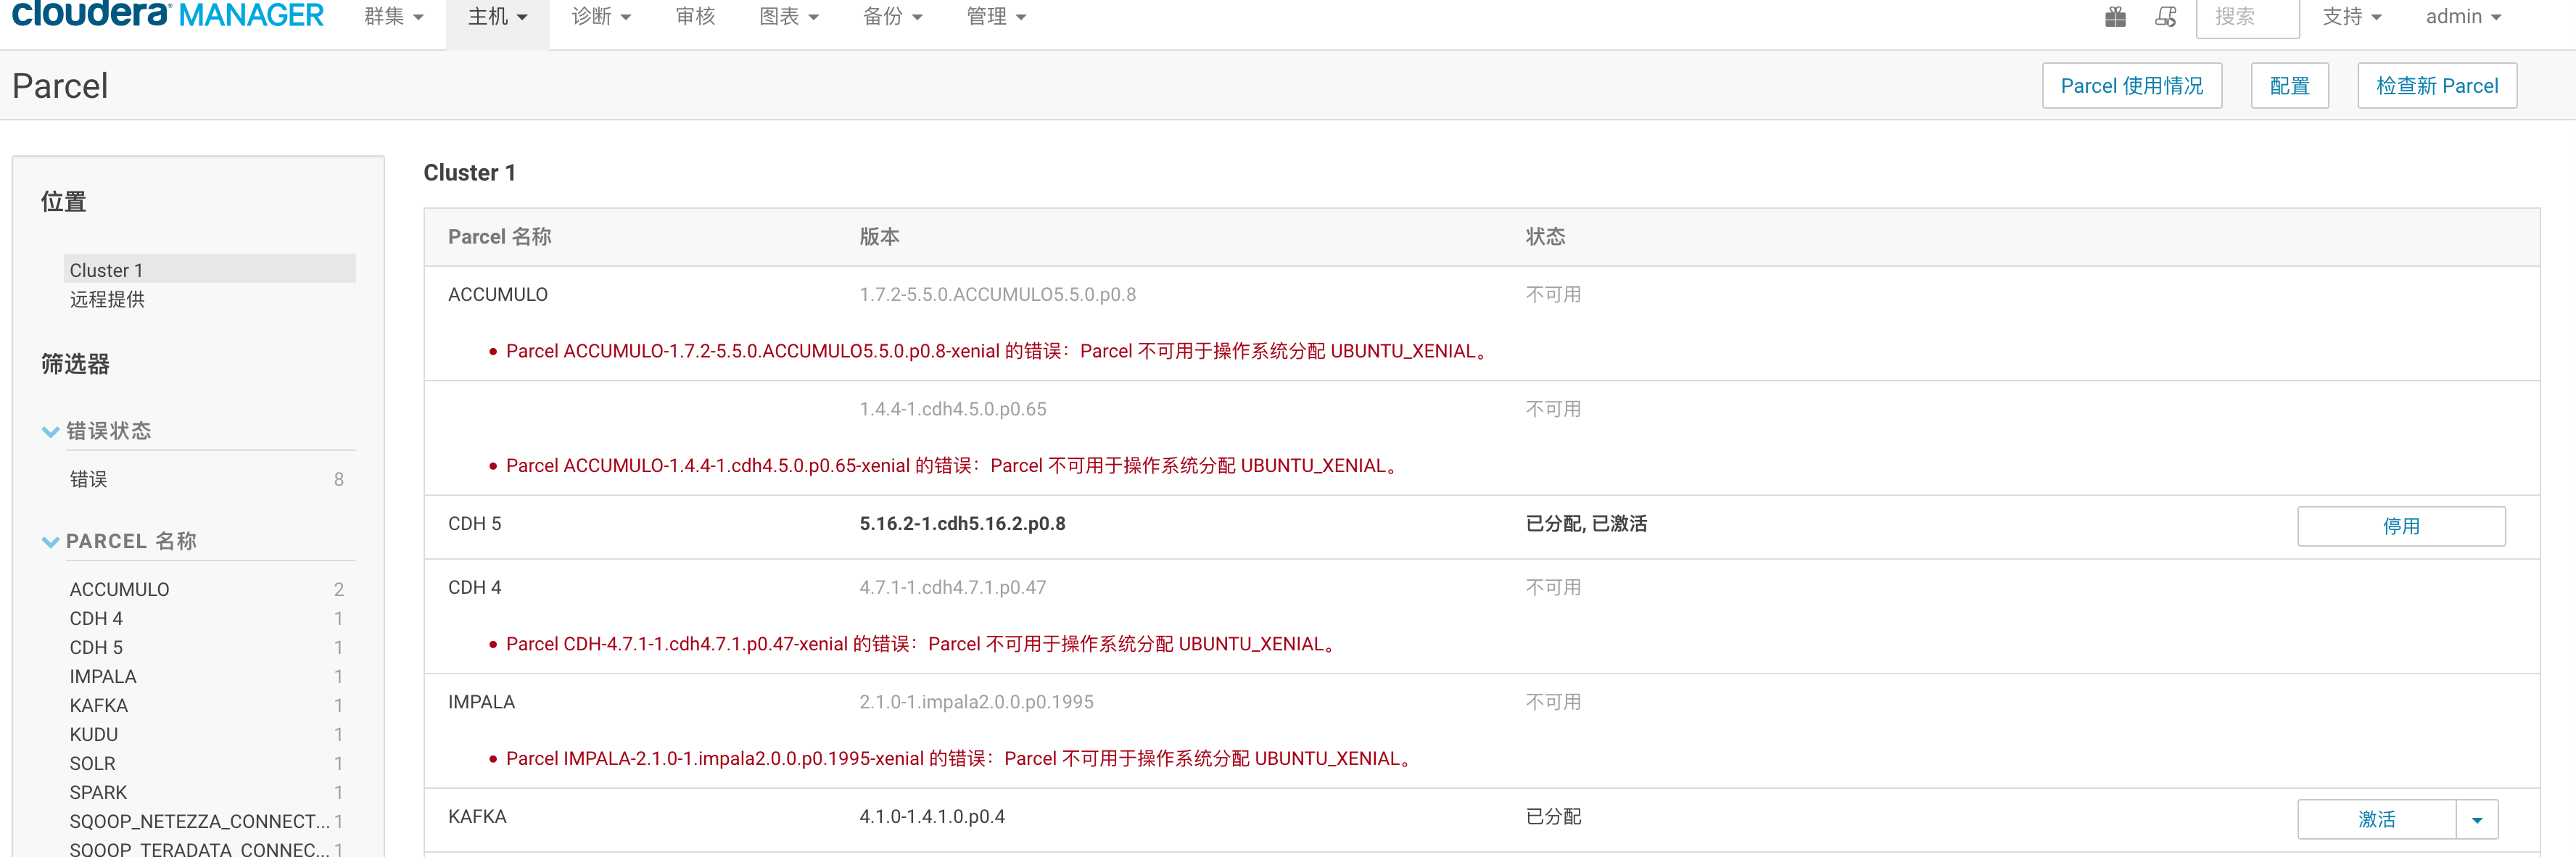 cloudera MANAGER 群集 主机 诊断 审核 图表 备份 管理 搜索 支持 admin
Parcel
Parcel 使用情况 配置 检查新 Parcel
位置
Cluster 1
远程提供
筛选器
错误状态
错误 8
PARCEL 名称
ACCUMULO 2
CDH 4 1
CDH 5 1
IMPALA 1
KAFKA 1
KUDU 1
SOLR 1
SPARK 1
SQOOP_NETEZZA_CONNECT... 1
SQOOP_TERADATA_CONNEC... 1
Cluster 1
Parcel 名称 版本 状态
ACCUMULO 1.7.2-5.5.0.ACCUMULO5.5.0.p0.8 不可用
Parcel ACCUMULO-1.7.2-5.5.0.ACCUMULO5.5.0.p0.8-xenial 的错误：Parcel 不可用于操作系统分配 UBUNTU_XENIAL。
1.4.4-1.cdh4.5.0.p0.65 不可用
Parcel ACCUMULO-1.4.4-1.cdh4.5.0.p0.65-xenial 的错误：Parcel 不可用于操作系统分配 UBUNTU_XENIAL。
CDH 5 5.16.2-1.cdh5.16.2.p0.8 已分配, 已激活 停用
CDH 4 4.7.1-1.cdh4.7.1.p0.47 不可用
Parcel CDH-4.7.1-1.cdh4.7.1.p0.47-xenial 的错误：Parcel 不可用于操作系统分配 UBUNTU_XENIAL。
IMPALA 2.1.0-1.impala2.0.0.p0.1995 不可用
Parcel IMPALA-2.1.0-1.impala2.0.0.p0.1995-xenial 的错误：Parcel 不可用于操作系统分配 UBUNTU_XENIAL。
KAFKA 4.1.0-1.4.1.0.p0.4 已分配 激活